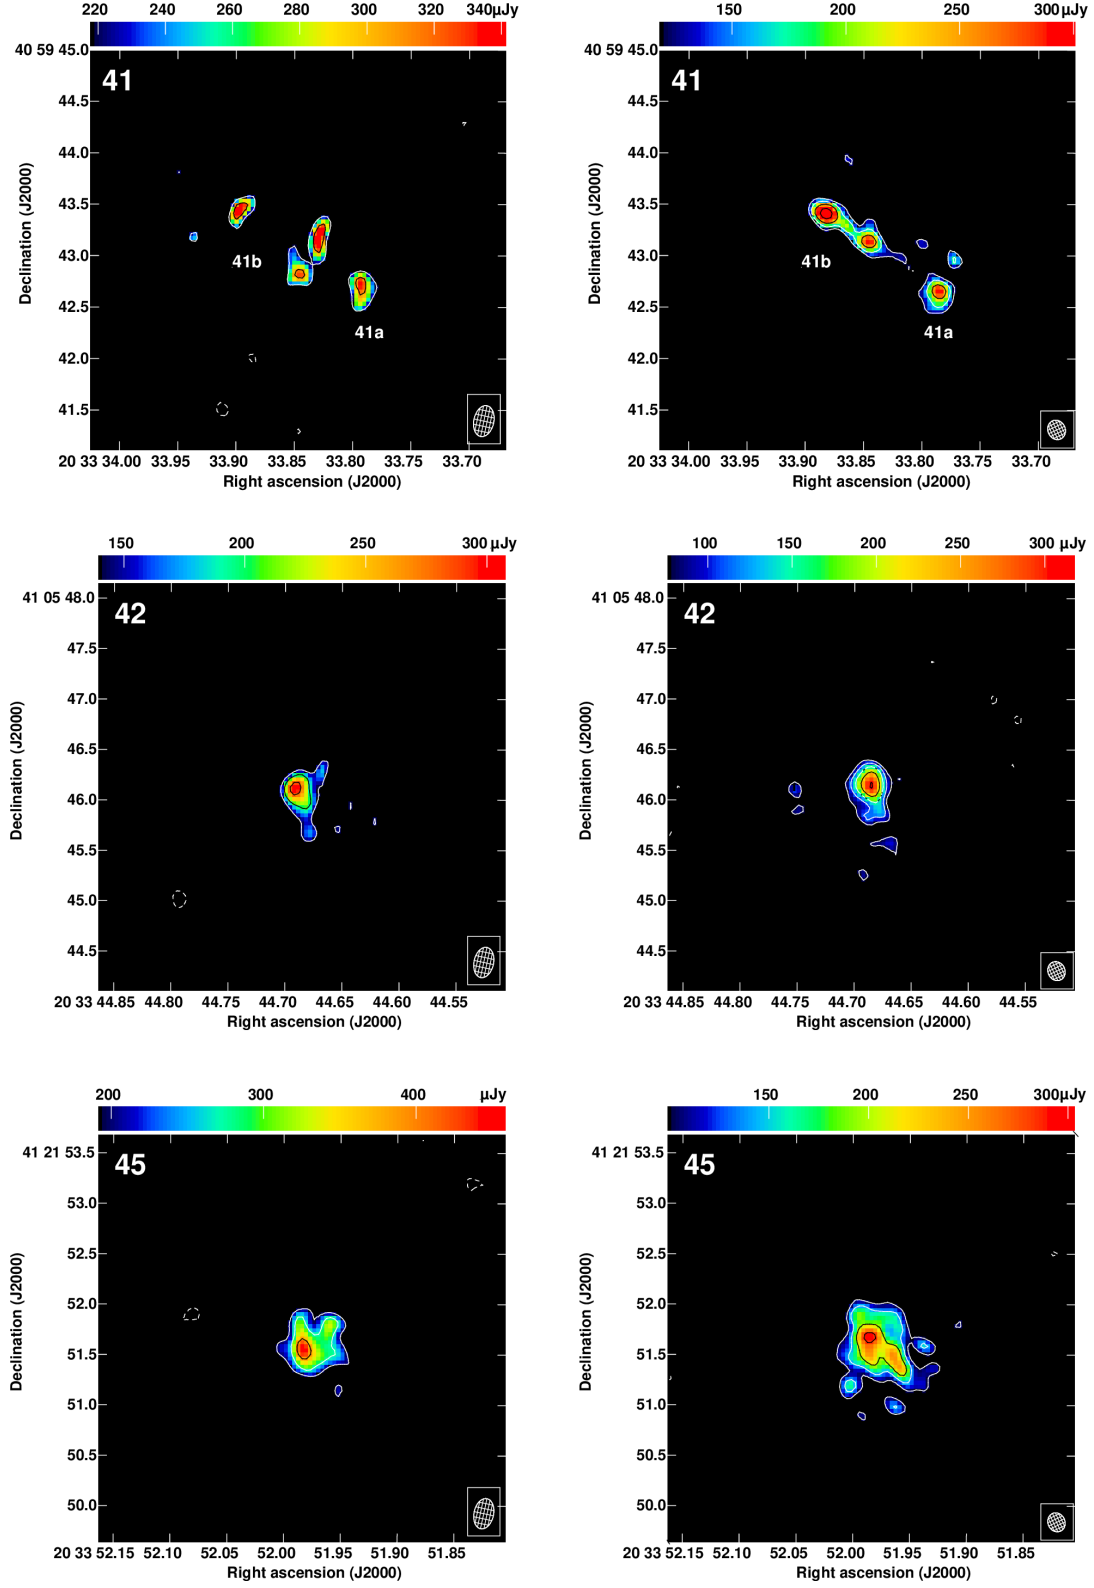 220 240 260 280 300 320 340µJy
40 59 45.0
41
44.5
44.0
43.5
43.0
42.5
42.0
41.5
41b
41a
Declination (J2000)
20 33 34.00 33.95 33.90 33.85 33.80 33.75 33.70
Right ascension (J2000)
150 200 250 300µJy
40 59 45.0
41
44.5
44.0
43.5
43.0
42.5
42.0
41.5
41b
41a
Declination (J2000)
20 33 34.00 33.95 33.90 33.85 33.80 33.75 33.70
Right ascension (J2000)
150 200 250 300 µJy
41 05 48.0
42
47.5
47.0
46.5
46.0
45.5
45.0
44.5
Declination (J2000)
20 33 44.85 44.80 44.75 44.70 44.65 44.60 44.55
Right ascension (J2000)
100 150 200 250 300 µJy
41 05 48.0
42
47.5
47.0
46.5
46.0
45.5
45.0
44.5
Declination (J2000)
20 33 44.85 44.80 44.75 44.70 44.65 44.60 44.55
Right ascension (J2000)
200 300 400 µJy
41 21 53.5
45
53.0
52.5
52.0
51.5
51.0
50.5
50.0
Declination (J2000)
20 33 52.15 52.10 52.05 52.00 51.95 51.90 51.85
Right ascension (J2000)
150 200 250 300µJy
41 21 53.5
45
53.0
52.5
52.0
51.5
51.0
50.5
50.0
Declination (J2000)
20 33 52.15 52.10 52.05 52.00 51.95 51.90 51.85
Right ascension (J2000)